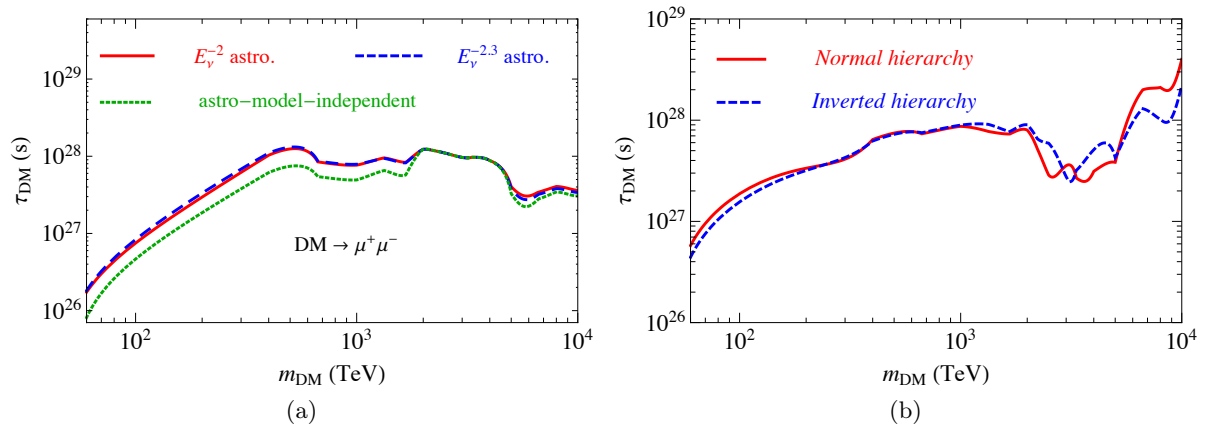 E_ν^−2 astro. E_ν^−2.3 astro.
astro−model−independent
DM → μ⁺μ⁻
10^29
10^28
10^27
10^26
τ_DM (s)
10^2 10^3 10^4
m_DM (TeV)
(a)
Normal hierarchy
Inverted hierarchy
10^29
10^28
10^27
10^26
τ_DM (s)
10^2 10^3 10^4
m_DM (TeV)
(b)